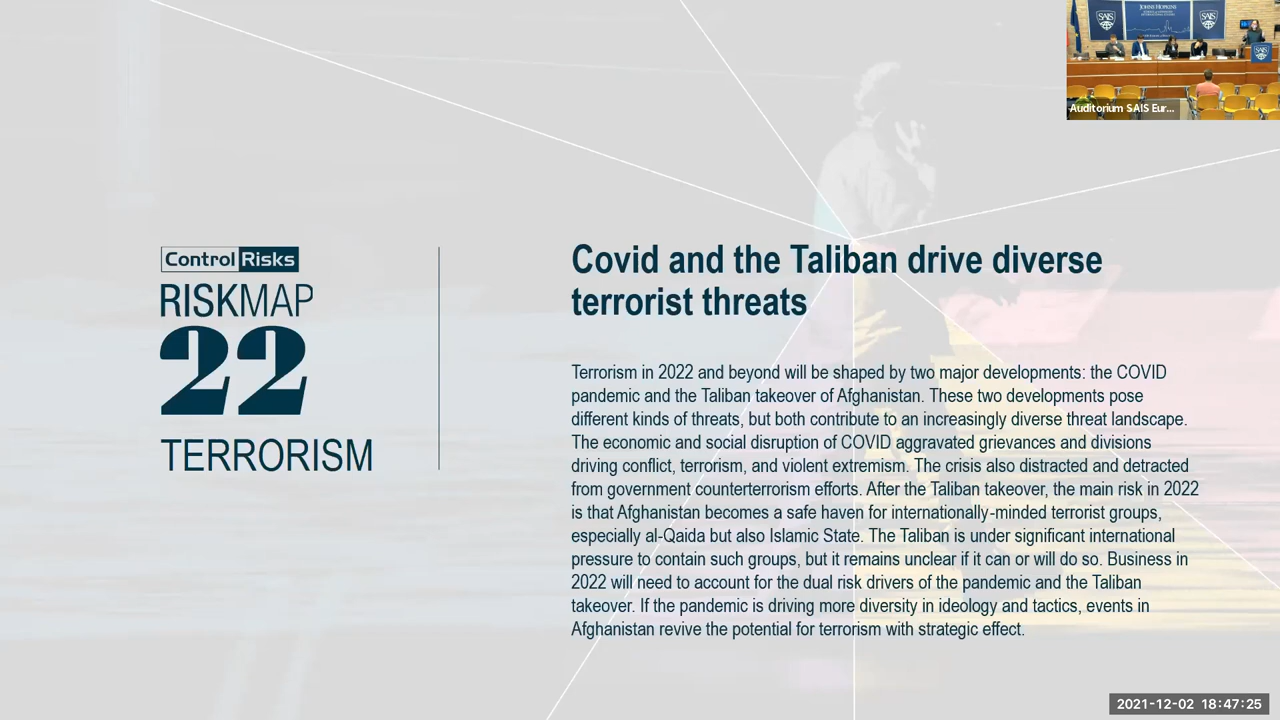 SAIS
JOHNS HOPKINS
SAIS
SAIS
Auditorium SAIS Eur...
Control Risks
RISKMAP
22
TERRORISM
Covid and the Taliban drive diverse
terrorist threats
Terrorism in 2022 and beyond will be shaped by two major developments: the COVID
pandemic and the Taliban takeover of Afghanistan. These two developments pose
different kinds of threats, but both contribute to an increasingly diverse threat landscape.
The economic and social disruption of COVID aggravated grievances and divisions
driving conflict, terrorism, and violent extremism. The crisis also distracted and detracted
from government counterterrorism efforts. After the Taliban takeover, the main risk in 2022
is that Afghanistan becomes a safe haven for internationally-minded terrorist groups,
especially al-Qaida but also Islamic State. The Taliban is under significant international
pressure to contain such groups, but it remains unclear if it can or will do so. Business in
2022 will need to account for the dual risk drivers of the pandemic and the Taliban
takeover. If the pandemic is driving more diversity in ideology and tactics, events in
Afghanistan revive the potential for terrorism with strategic effect.
2021-12-02 18:47:25